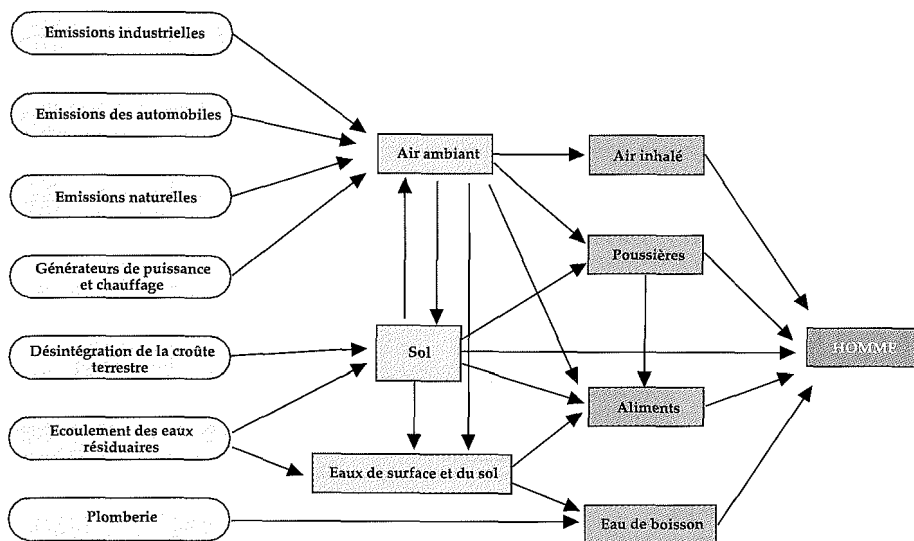 Emissions industrielles
Emissions des automobiles
Emissions naturelles
Générateurs de puissance
et chauffage
Désintégration de la croûte
terrestre
Ecoulement des eaux
résiduaires
Plomberie
Air ambiant
Sol
Eaux de surface et du sol
Air inhalé
Poussières
Aliments
Eau de boisson
HOMME